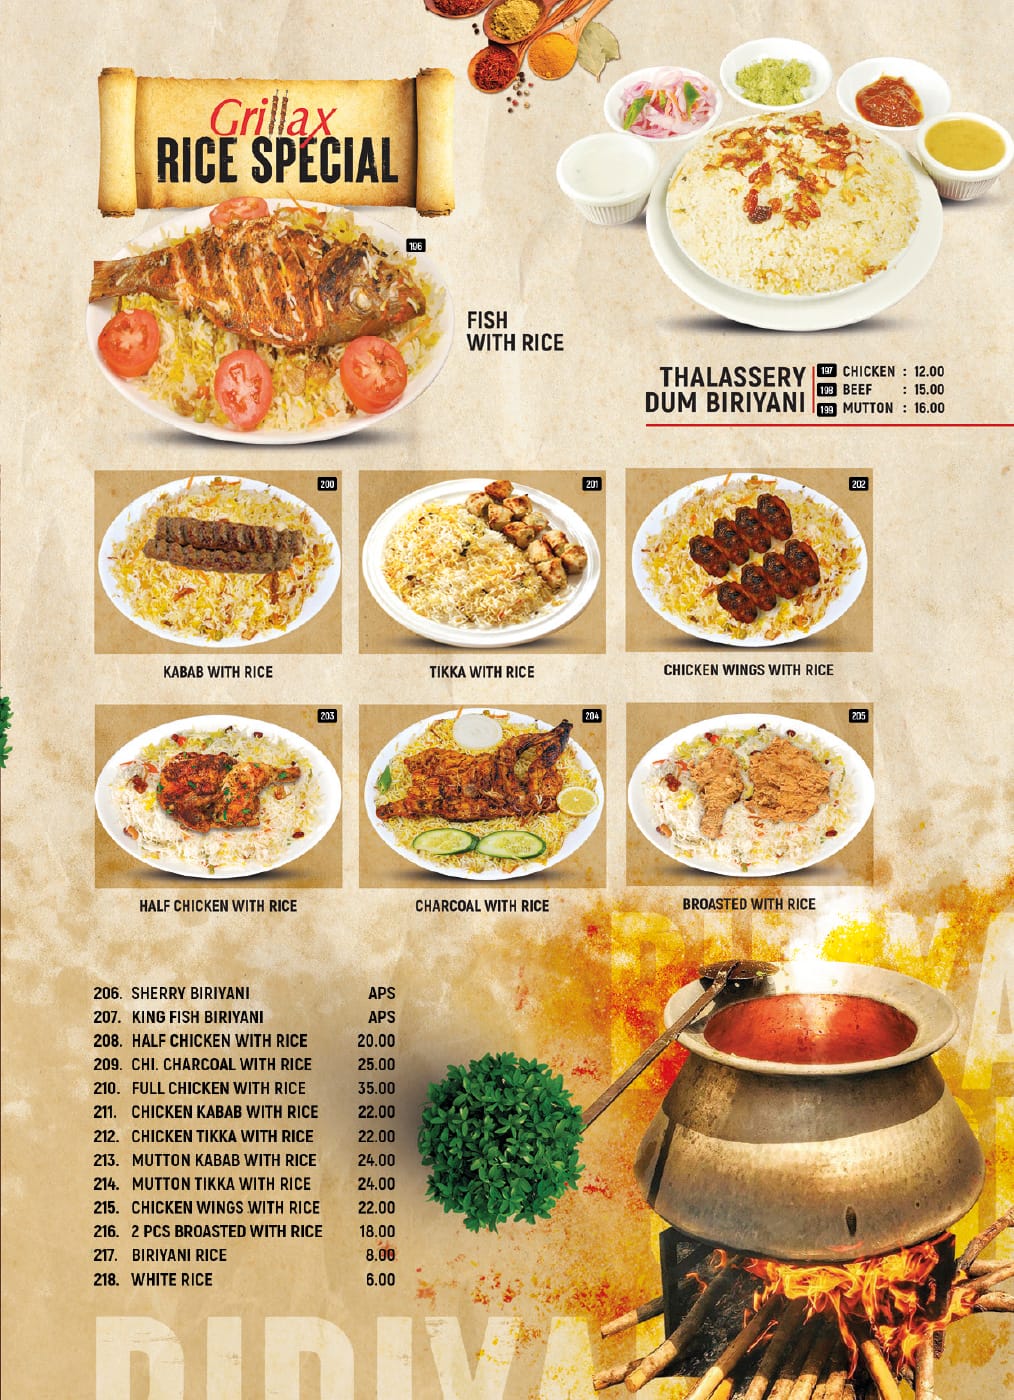 Grillax
RICE SPECIAL
196
FISH
WITH RICE
THALASSERY
DUM BIRIYANI
197 CHICKEN : 12.00
198 BEEF : 15.00
199 MUTTON : 16.00
200
KABAB WITH RICE
201
TIKKA WITH RICE
202
CHICKEN WINGS WITH RICE
203
HALF CHICKEN WITH RICE
204
CHARCOAL WITH RICE
205
BROASTED WITH RICE
206. SHERRY BIRIYANI APS
207. KING FISH BIRIYANI APS
208. HALF CHICKEN WITH RICE 20.00
209. CHI. CHARCOAL WITH RICE 25.00
210. FULL CHICKEN WITH RICE 35.00
211. CHICKEN KABAB WITH RICE 22.00
212. CHICKEN TIKKA WITH RICE 22.00
213. MUTTON KABAB WITH RICE 24.00
214. MUTTON TIKKA WITH RICE 24.00
215. CHICKEN WINGS WITH RICE 22.00
216. 2 PCS BROASTED WITH RICE 18.00
217. BIRIYANI RICE 8.00
218. WHITE RICE 6.00